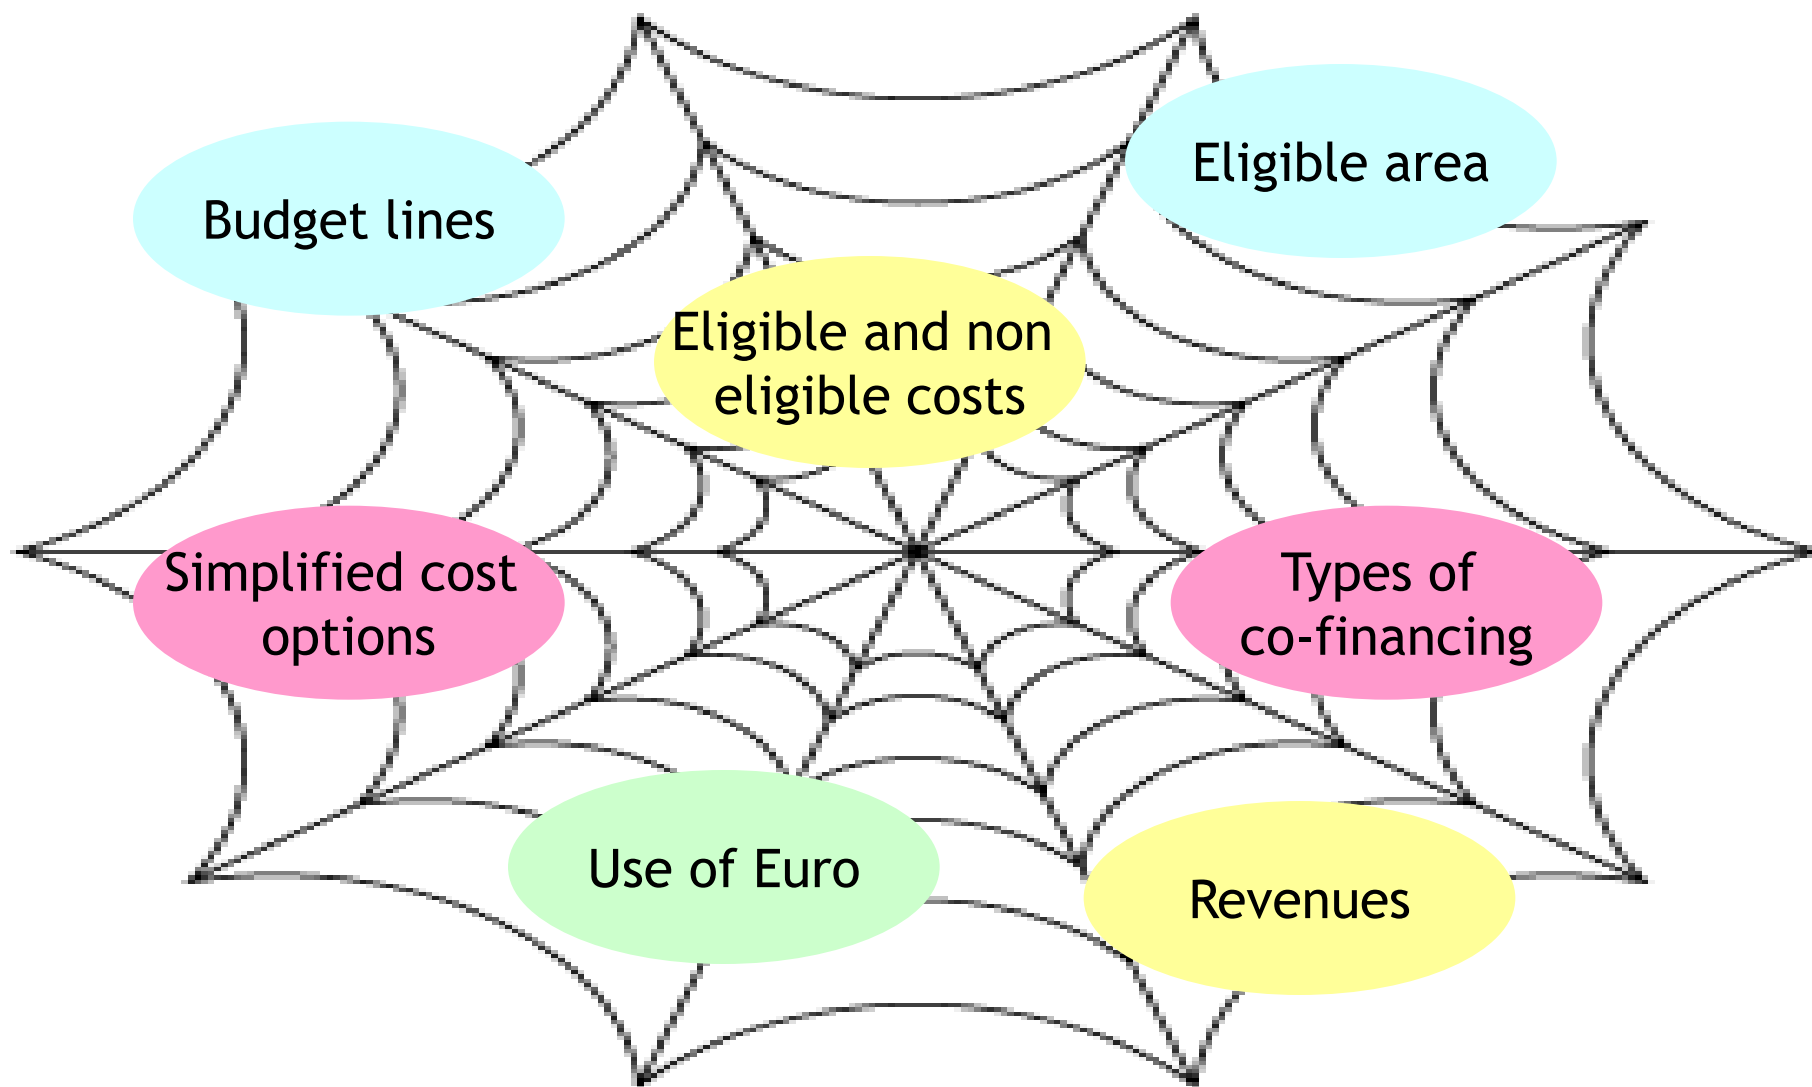 Eligible area
Budget lines
Eligible and non
eligible costs
Simplified cost
options
Types of
co-financing
Use of Euro
Revenues